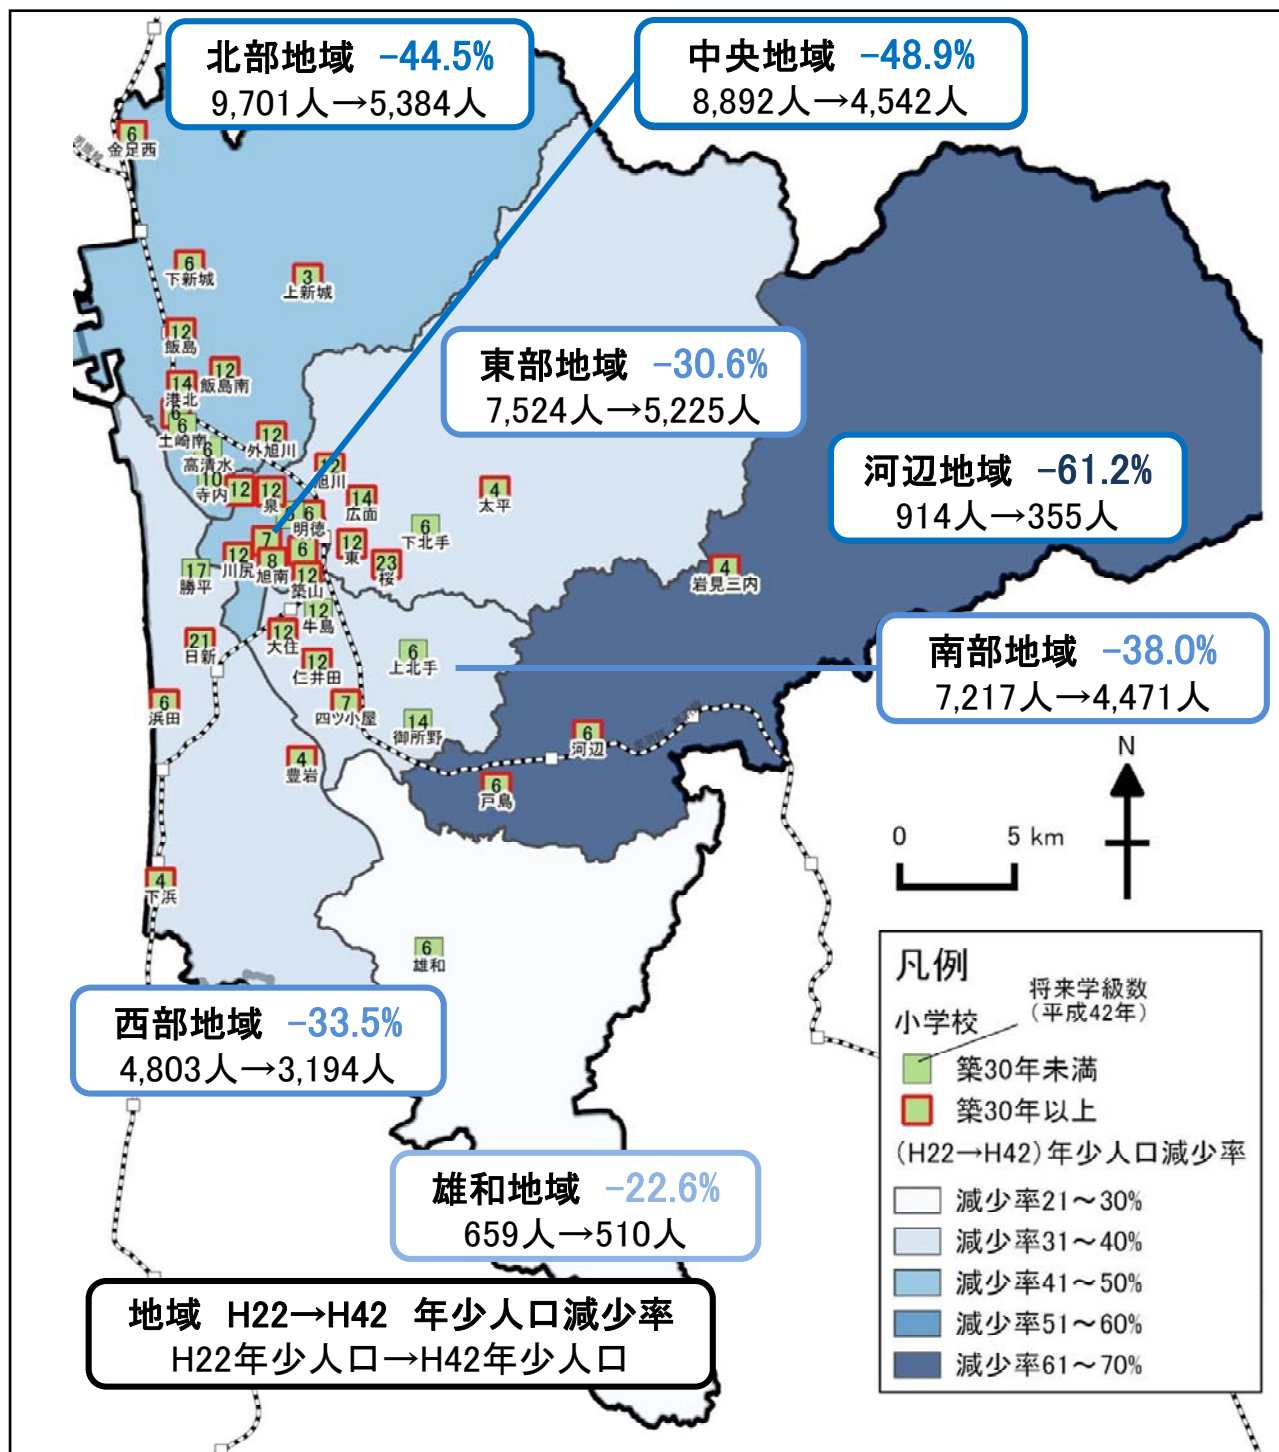 北部地域 -44.5%
9,701人→5,384人
中央地域 -48.9%
8,892人→4,542人
6
金足西
6
下新城
3
上新城
12
飯島
12
飯島南
14
港北
6
6
土崎南
6
高清水
12
外旭川
10
寺内
12
12
泉
12
旭川
14
広面
4
太平
6
明徳
6
下北手
7
12
川尻
8
旭南
6
12
東
23
桜
17
勝平
12
築山
12
牛島
21
日新
12
大住
12
仁井田
6
上北手
6
浜田
7
四ツ小屋
14
御所野
4
豊岩
4
岩見三内
6
河辺
6
戸島
4
下浜
6
雄和
東部地域 -30.6%
7,524人→5,225人
河辺地域 -61.2%
914人→355人
南部地域 -38.0%
7,217人→4,471人
西部地域 -33.5%
4,803人→3,194人
雄和地域 -22.6%
659人→510人
地域 H22→H42 年少人口減少率
H22年少人口→H42年少人口
N
0 5 km
凡例
将来学級数
（平成42年）
小学校
築30年未満
築30年以上
(H22→H42)年少人口減少率
減少率21～30%
減少率31～40%
減少率41～50%
減少率51～60%
減少率61～70%